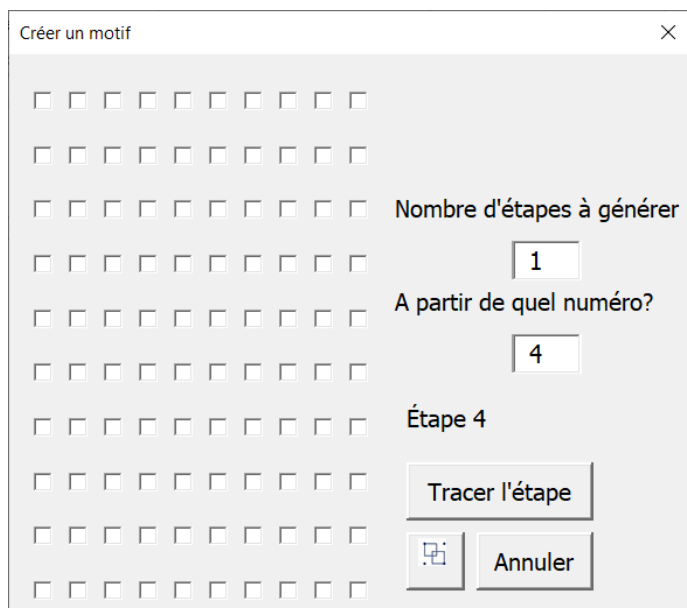 Créer un motif
Nombre d'étapes à générer
1
A partir de quel numéro?
4
Étape 4
Tracer l'étape
Annuler